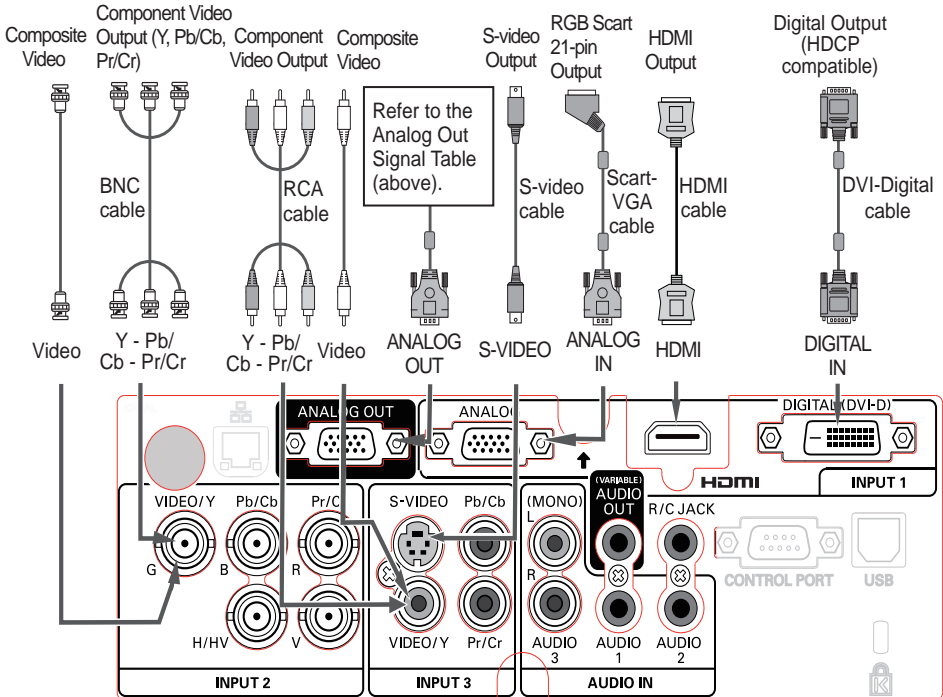 Composite
Video
Component Video
Output (Y, Pb/Cb,
Pr/Cr)
Component
Video Output
Composite
Video
S-video
Output
RGB Scart
21-pin
Output
HDMI
Output
Digital Output
(HDCP
compatible)
Refer to the
Analog Out
Signal Table
(above).
BNC
cable
RCA
cable
S-video
cable
Scart-
VGA
cable
HDMI
cable
DVI-Digital
cable
Video
Y - Pb/
Cb - Pr/Cr
Y - Pb/
Cb - Pr/Cr
Video
ANALOG
OUT
S-VIDEO
ANALOG
IN
HDMI
DIGITAL
IN
ANALOG OUT
ANALOG
DIGITAL (DVI-D)
HDMI
INPUT 1
VIDEO/Y
Pb/Cb
Pr/C
S-VIDEO
Pb/Cb
(MONO)
L
(VARIABLE)
AUDIO
OUT
R/C JACK
G
B
R
R
CONTROL PORT
USB
H/HV
V
VIDEO/Y
Pr/Cr
AUDIO
3
AUDIO
1
AUDIO
2
INPUT 2
INPUT 3
AUDIO IN
K